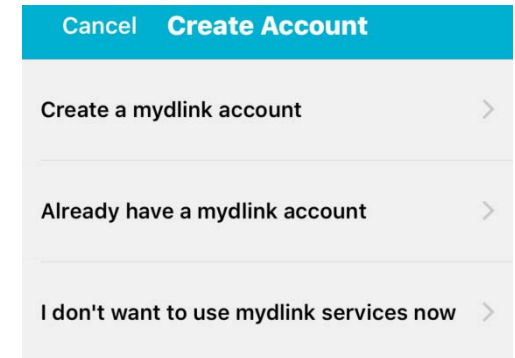 Cancel Create Account
Create a mydlink account
Already have a mydlink account
I don't want to use mydlink services now